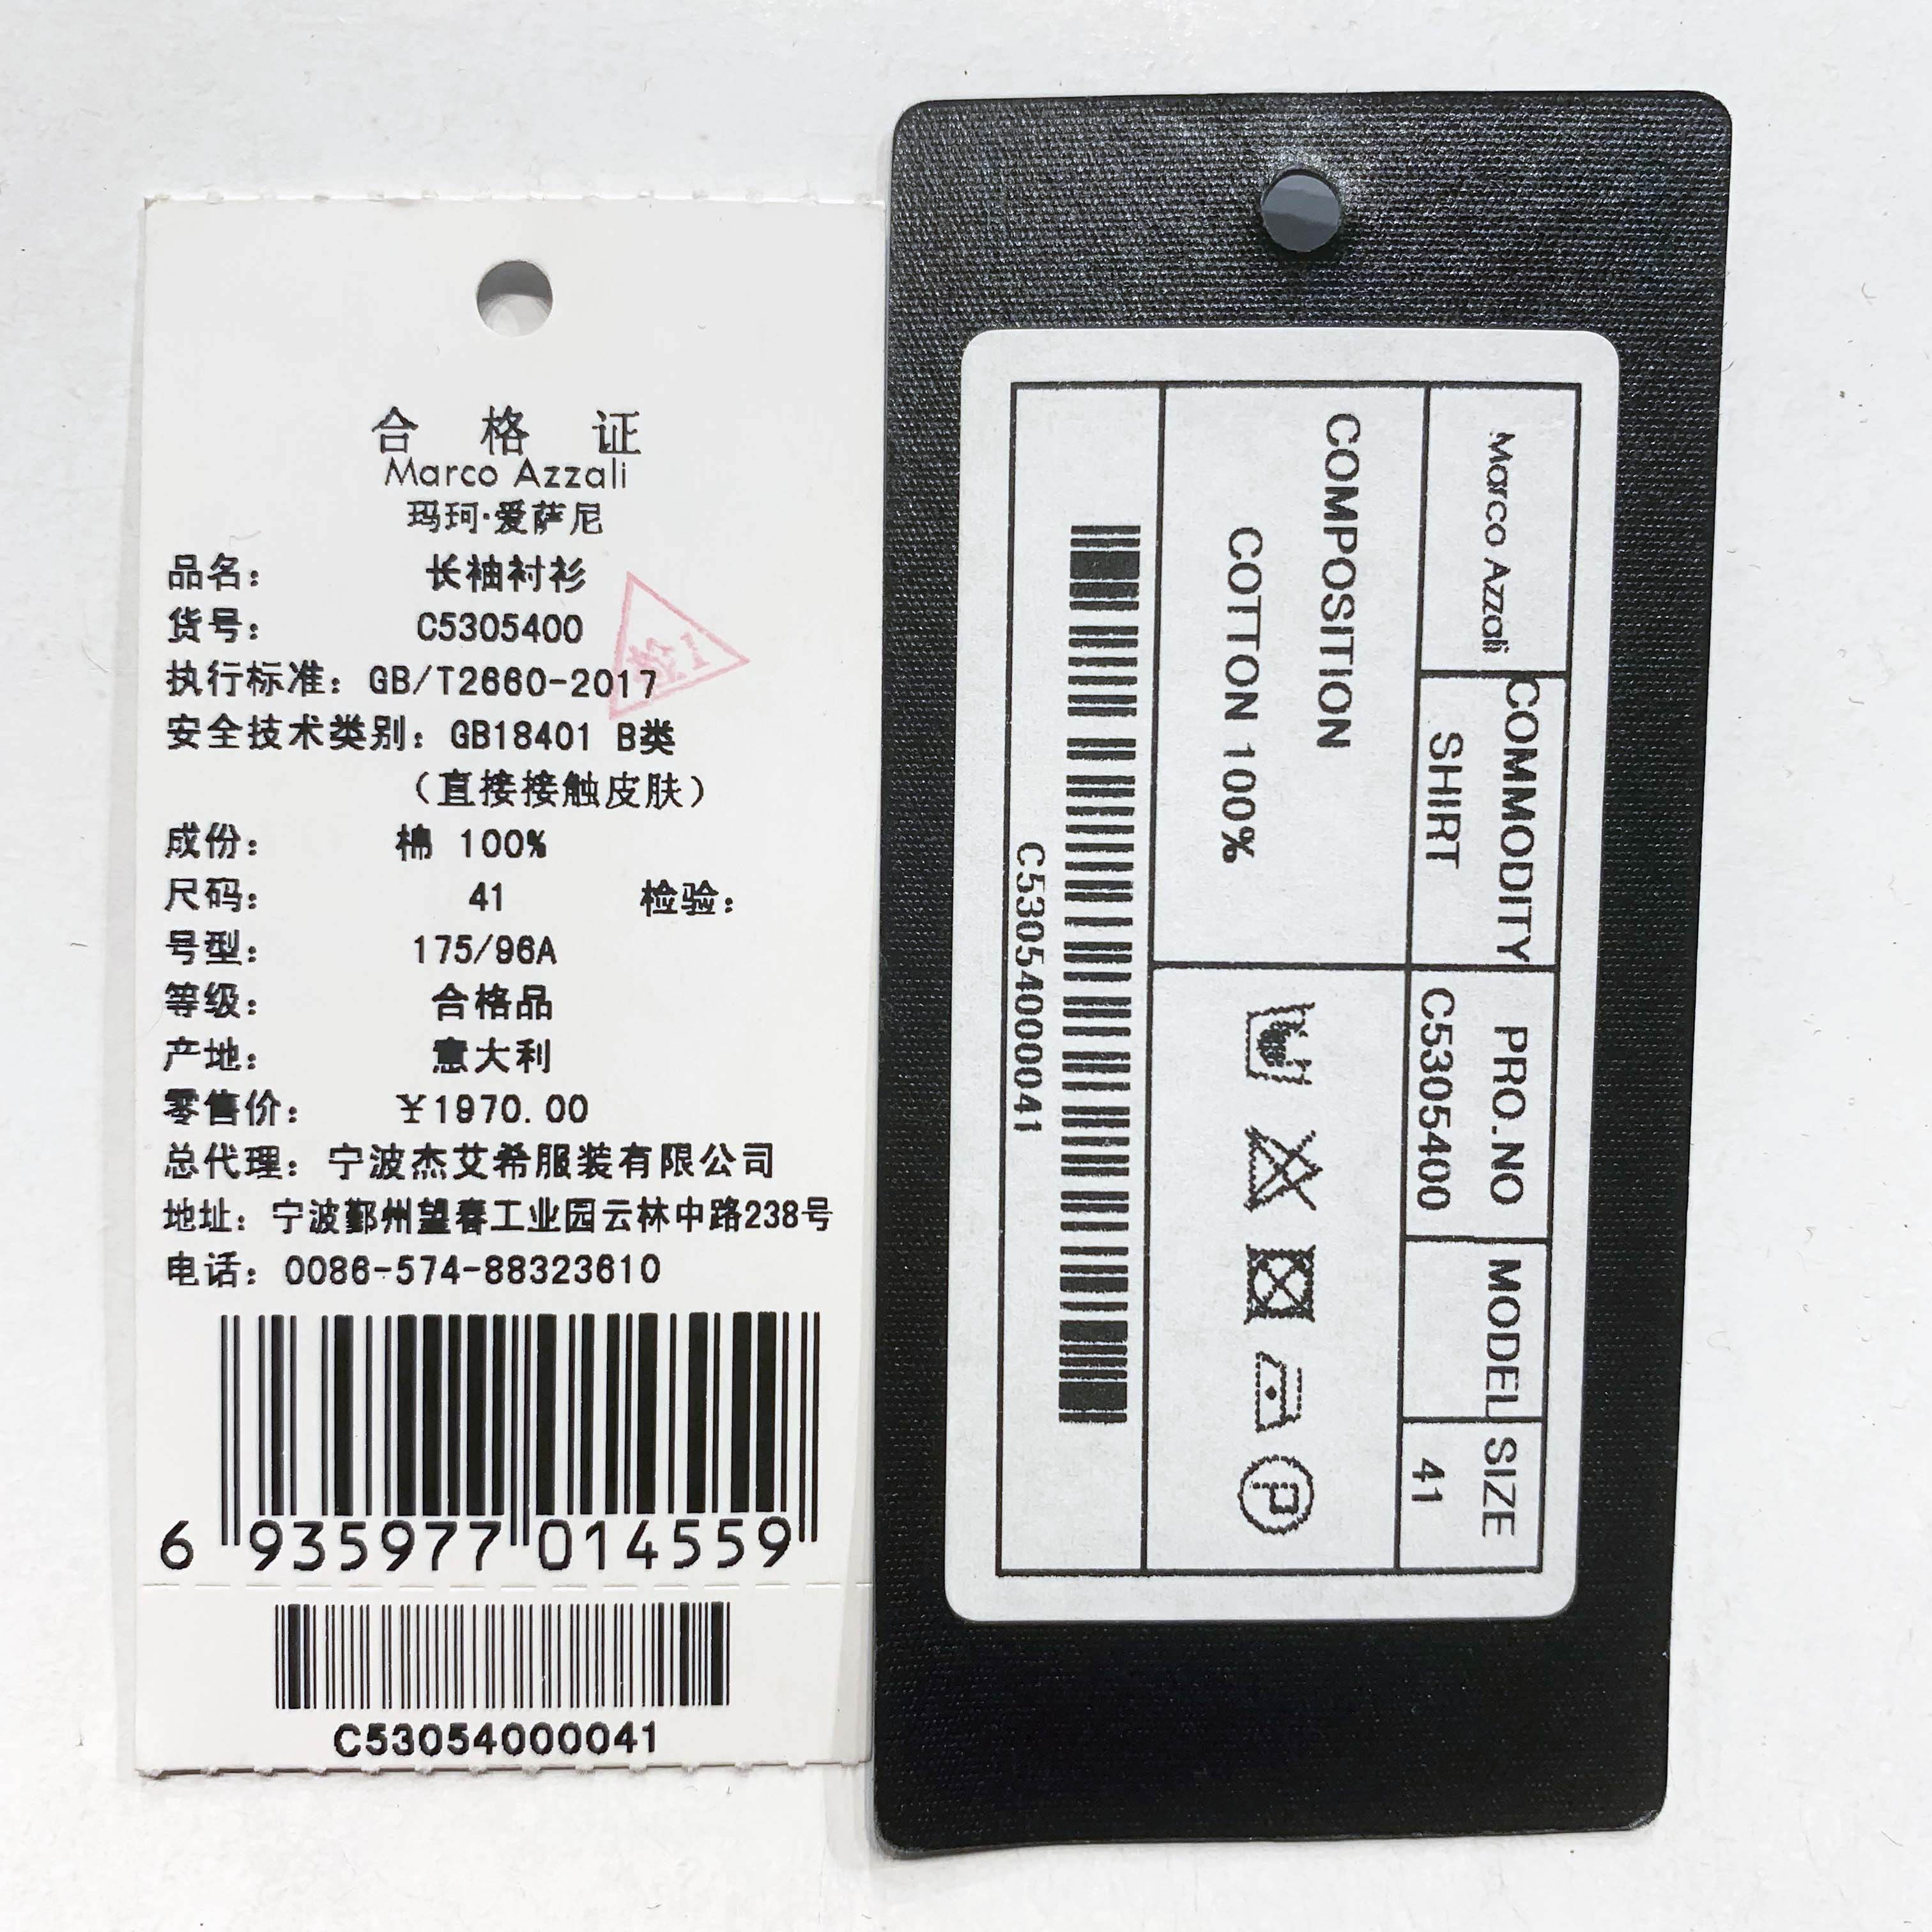 合格证
Marco Azzali
玛珂·爱萨尼
品名： 长袖衬衫
货号： C5305400
执行标准：GB/T2660-2017
安全技术类别：GB18401 B类
（直接接触皮肤）
成份： 棉 100%
尺码： 41 检验：
号型： 175/96A
等级： 合格品
产地： 意大利
零售价： ¥1970.00
总代理：宁波杰艾希服装有限公司
地址：宁波鄞州望春工业园云林中路238号
电话：0086-574-88323610
6 935977 014559
C53054000041
检1
Marco Azzali
COMMODITY
SHIRT
PRO.NO
C5305400
MODEL
SIZE
41
COMPOSITION
COTTON 100%
P
C53054000041